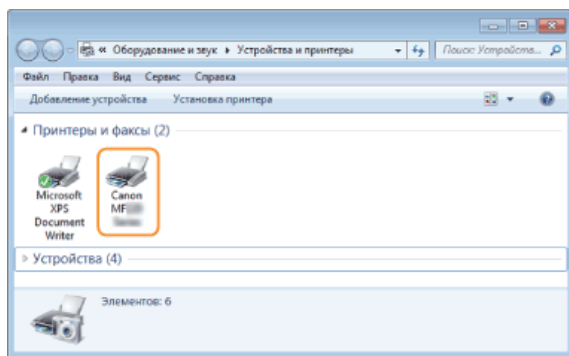 « Оборудование и звук ▸ Устройства и принтеры
Поиск: Устройств...
Файл Правка Вид Сервис Справка
Добавление устройства Установка принтера
Принтеры и факсы (2)
Microsoft XPS Document Writer
Canon MF
Устройства (4)
Элементов: 6